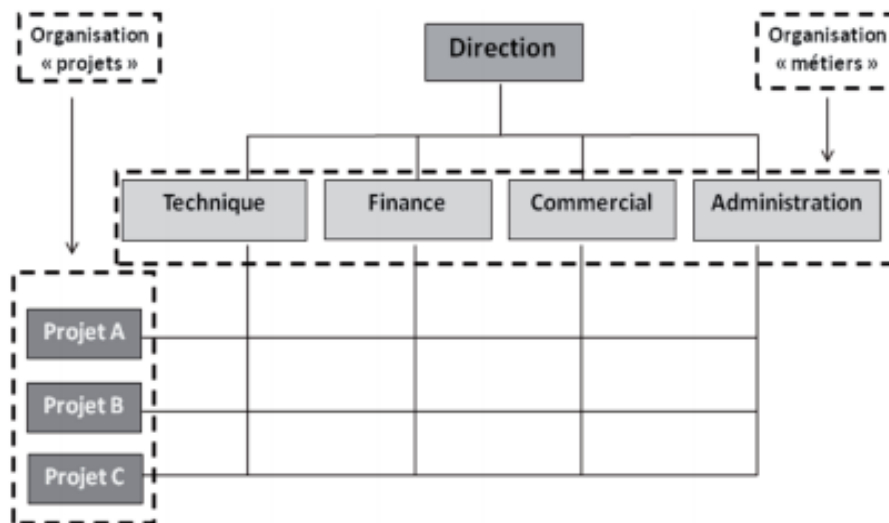 Organisation
« projets »
Direction
Organisation
« métiers »
Technique
Finance
Commercial
Administration
Projet A
Projet B
Projet C